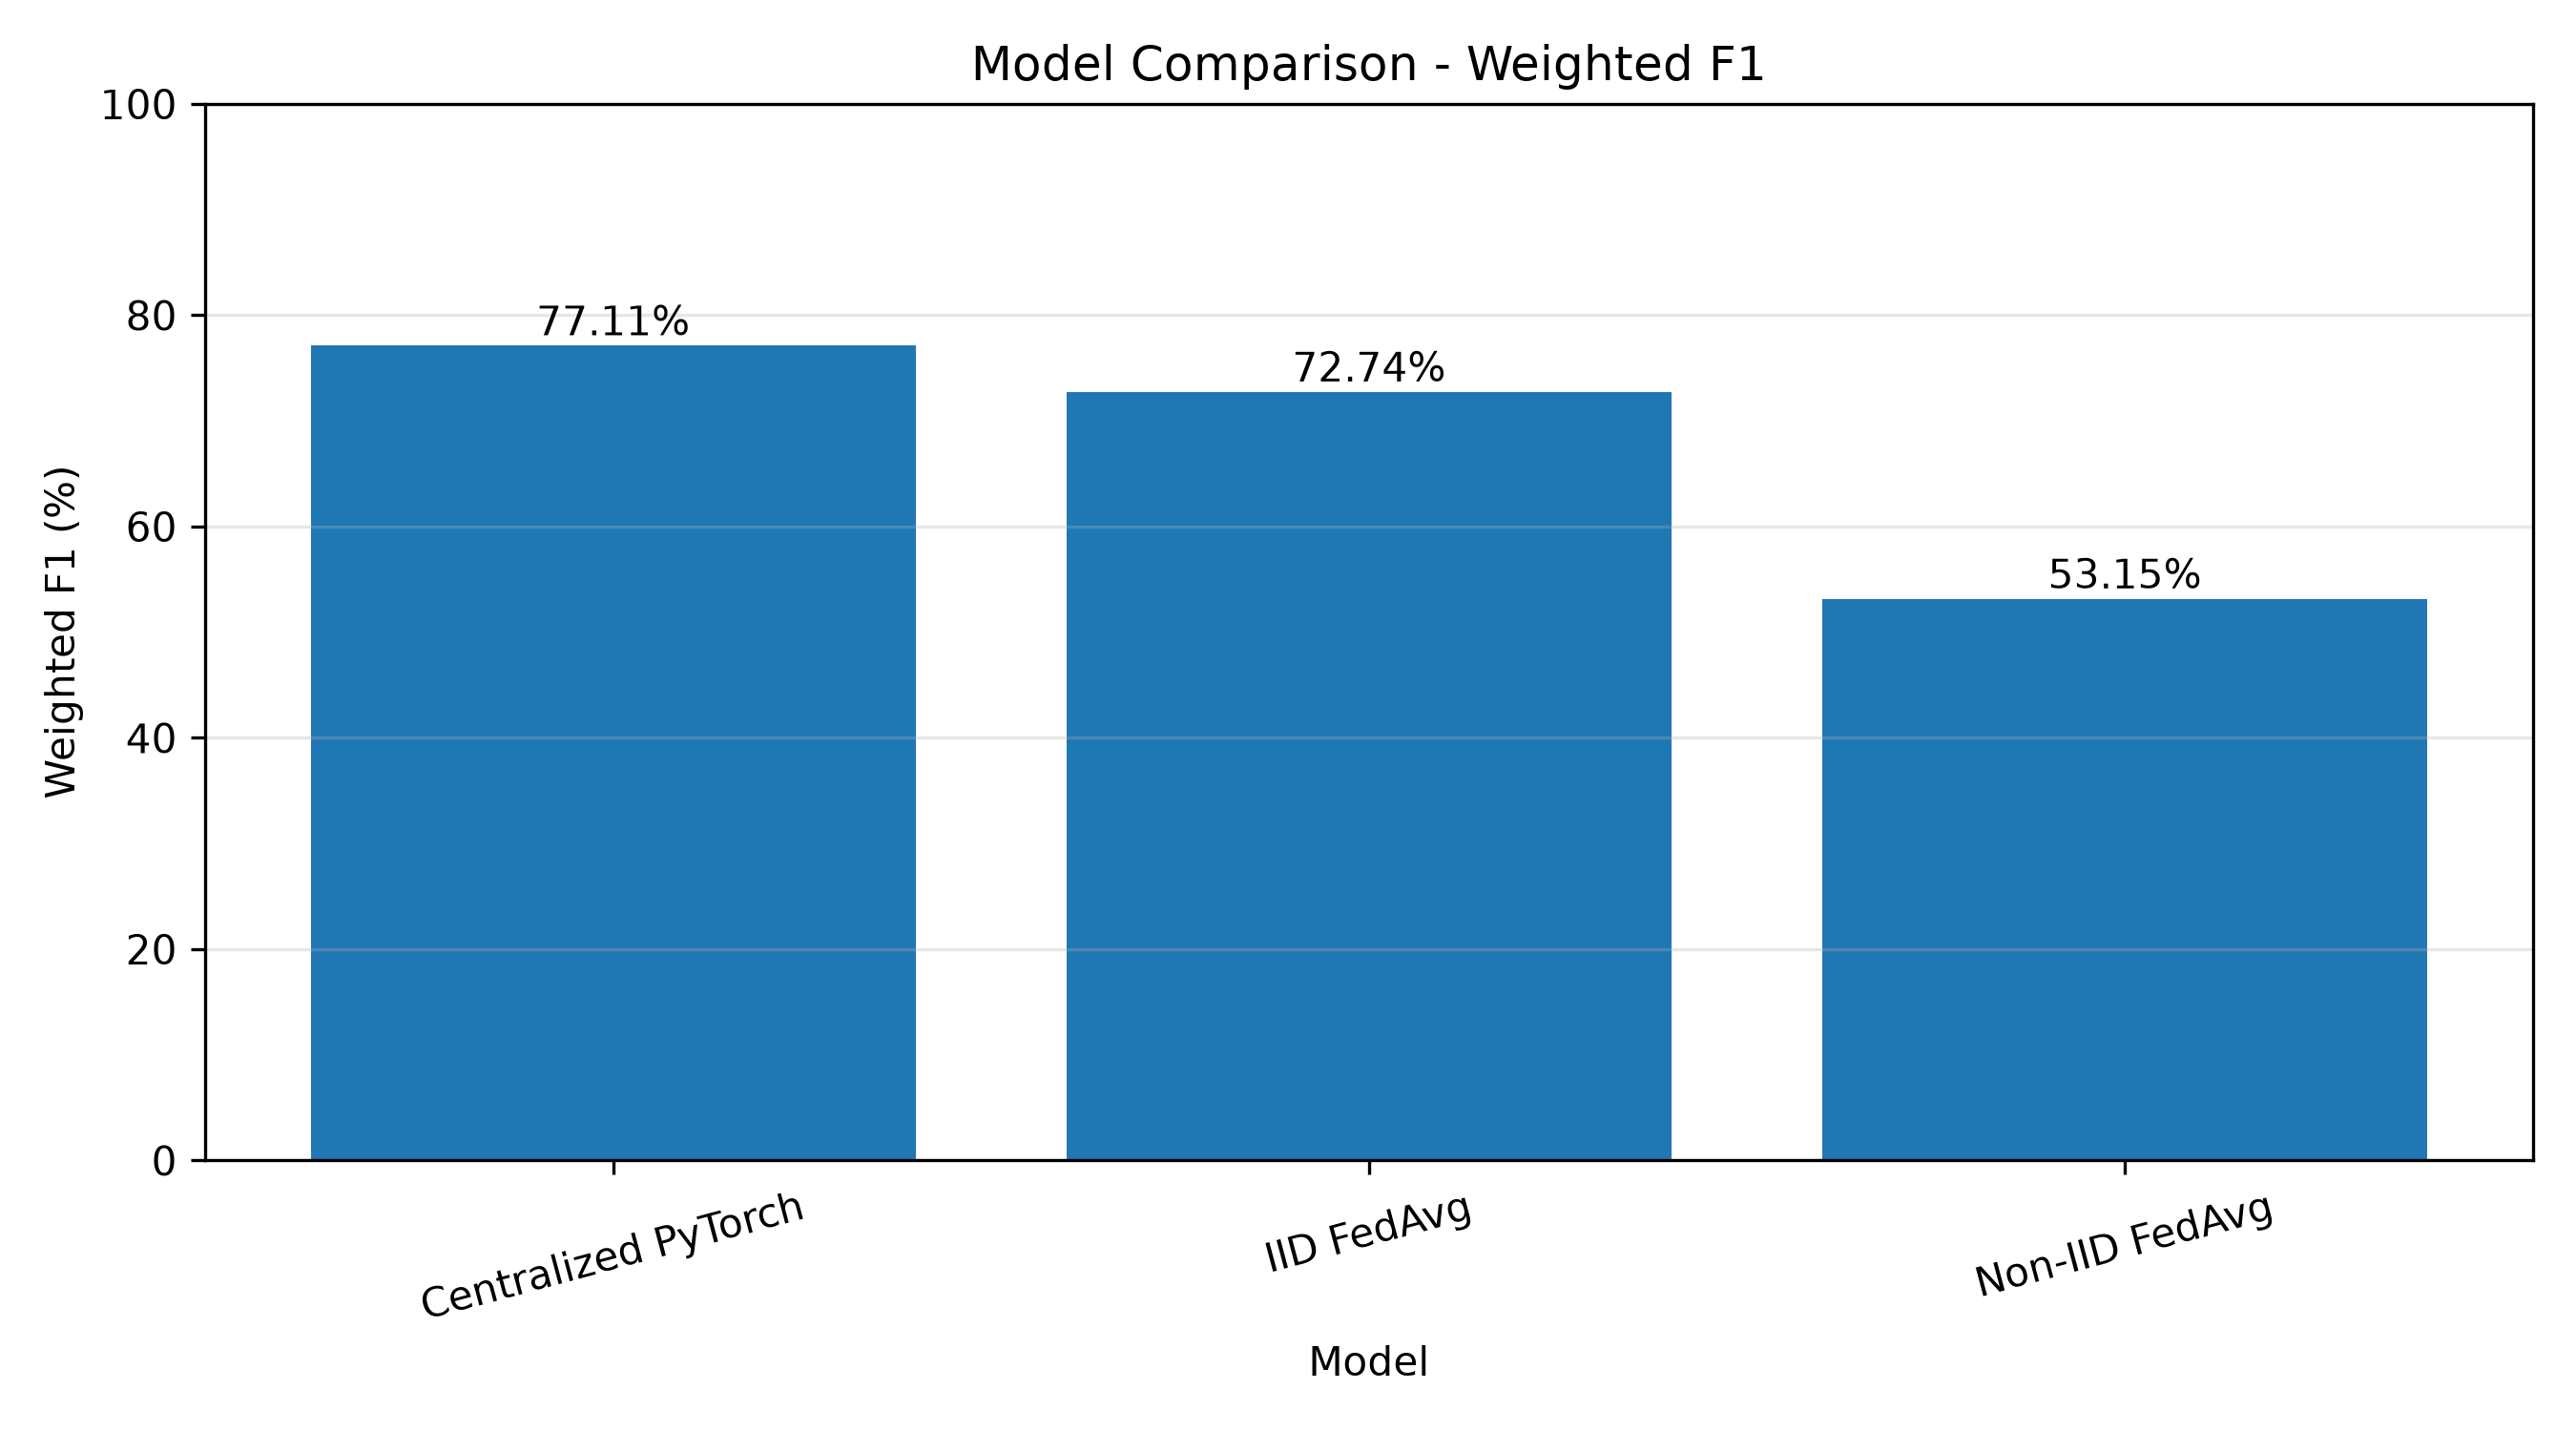 Model Comparison - Weighted F1
Weighted F1 (%)
100
80
60
40
20
0
77.11%
72.74%
53.15%
Centralized PyTorch
IID FedAvg
Non-IID FedAvg
Model